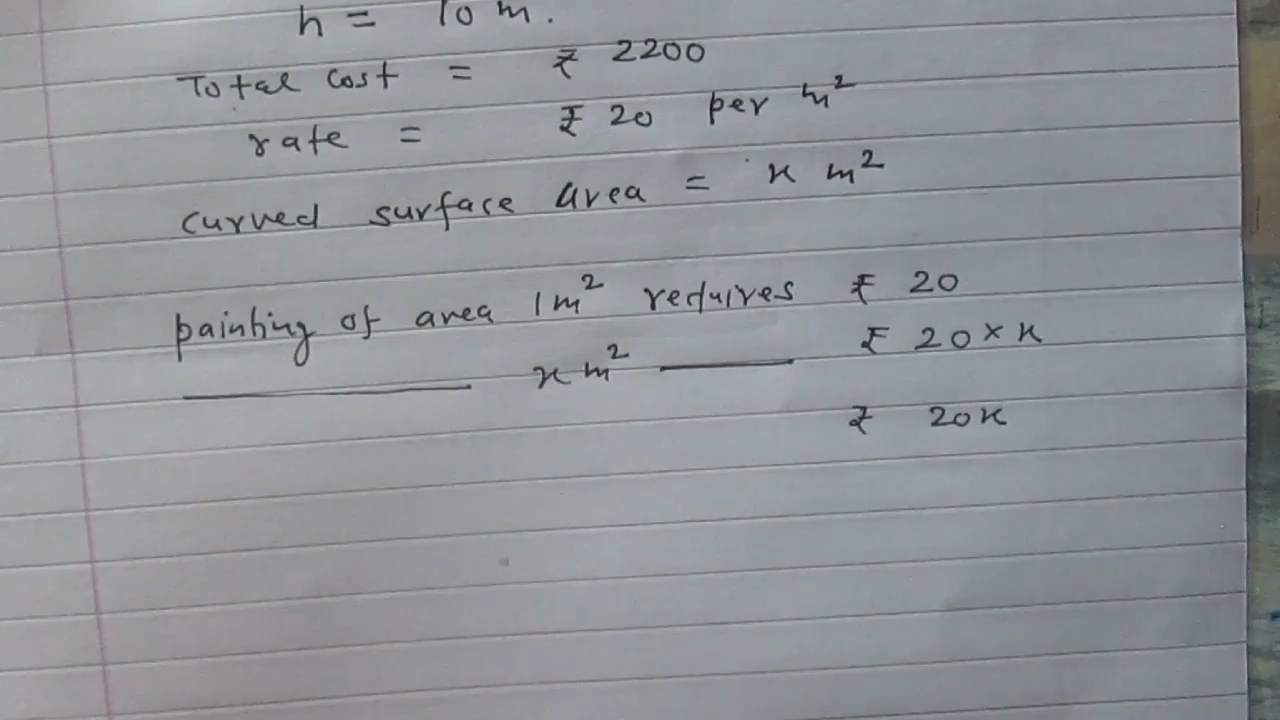 h = 10 m.
Total cost = ₹ 2200
rate = ₹ 20 per m²
curved surface area = x m²
painting of area 1m² requires ₹ 20
x m² ₹ 20 × x
₹ 20x